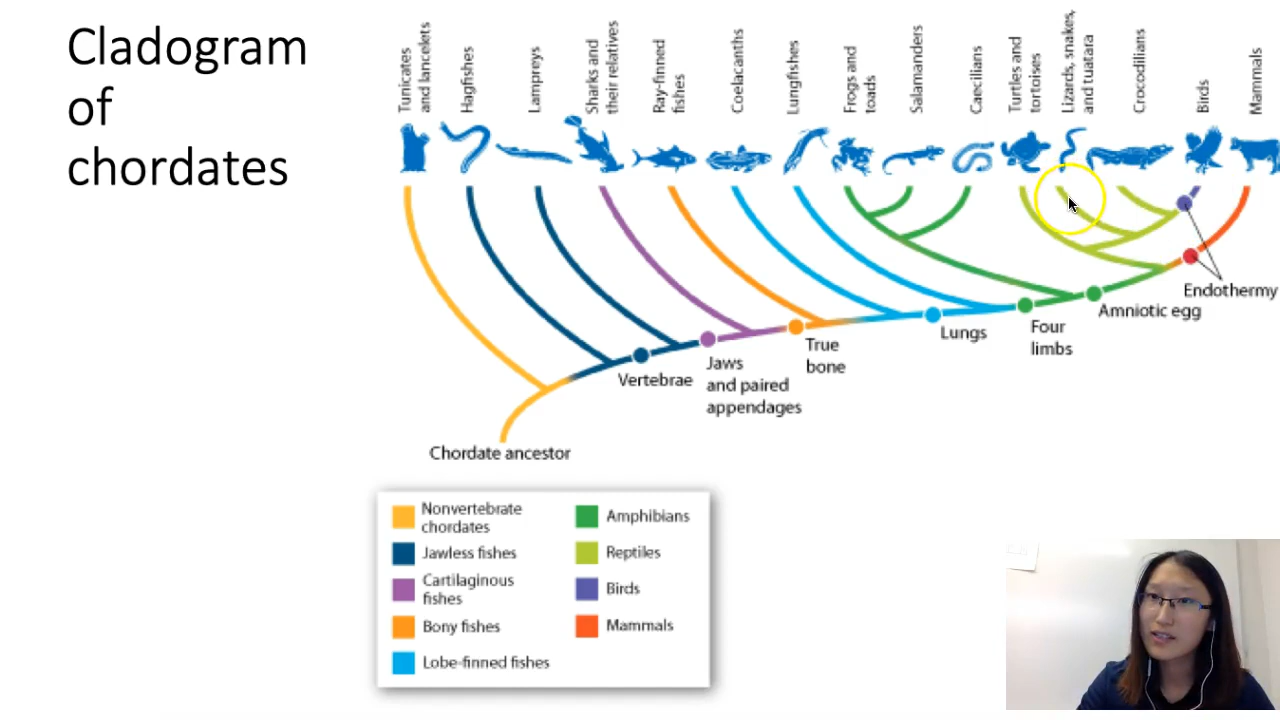 Cladogram
of
chordates
Tunicates
and lancelets
Hagfishes
Lampreys
Sharks and
their relatives
Ray-finned
fishes
Coelacanths
Lungfishes
Frogs and
toads
Salamanders
Caecilians
Turtles and
tortoises
Lizards, snakes,
and tuatara
Crocodilians
Birds
Mammals
Endothermy
Amniotic egg
Four
limbs
Lungs
True
bone
Jaws
and paired
appendages
Vertebrae
Chordate ancestor
Nonvertebrate
chordates
Jawless fishes
Cartilaginous
fishes
Bony fishes
Lobe-finned fishes
Amphibians
Reptiles
Birds
Mammals